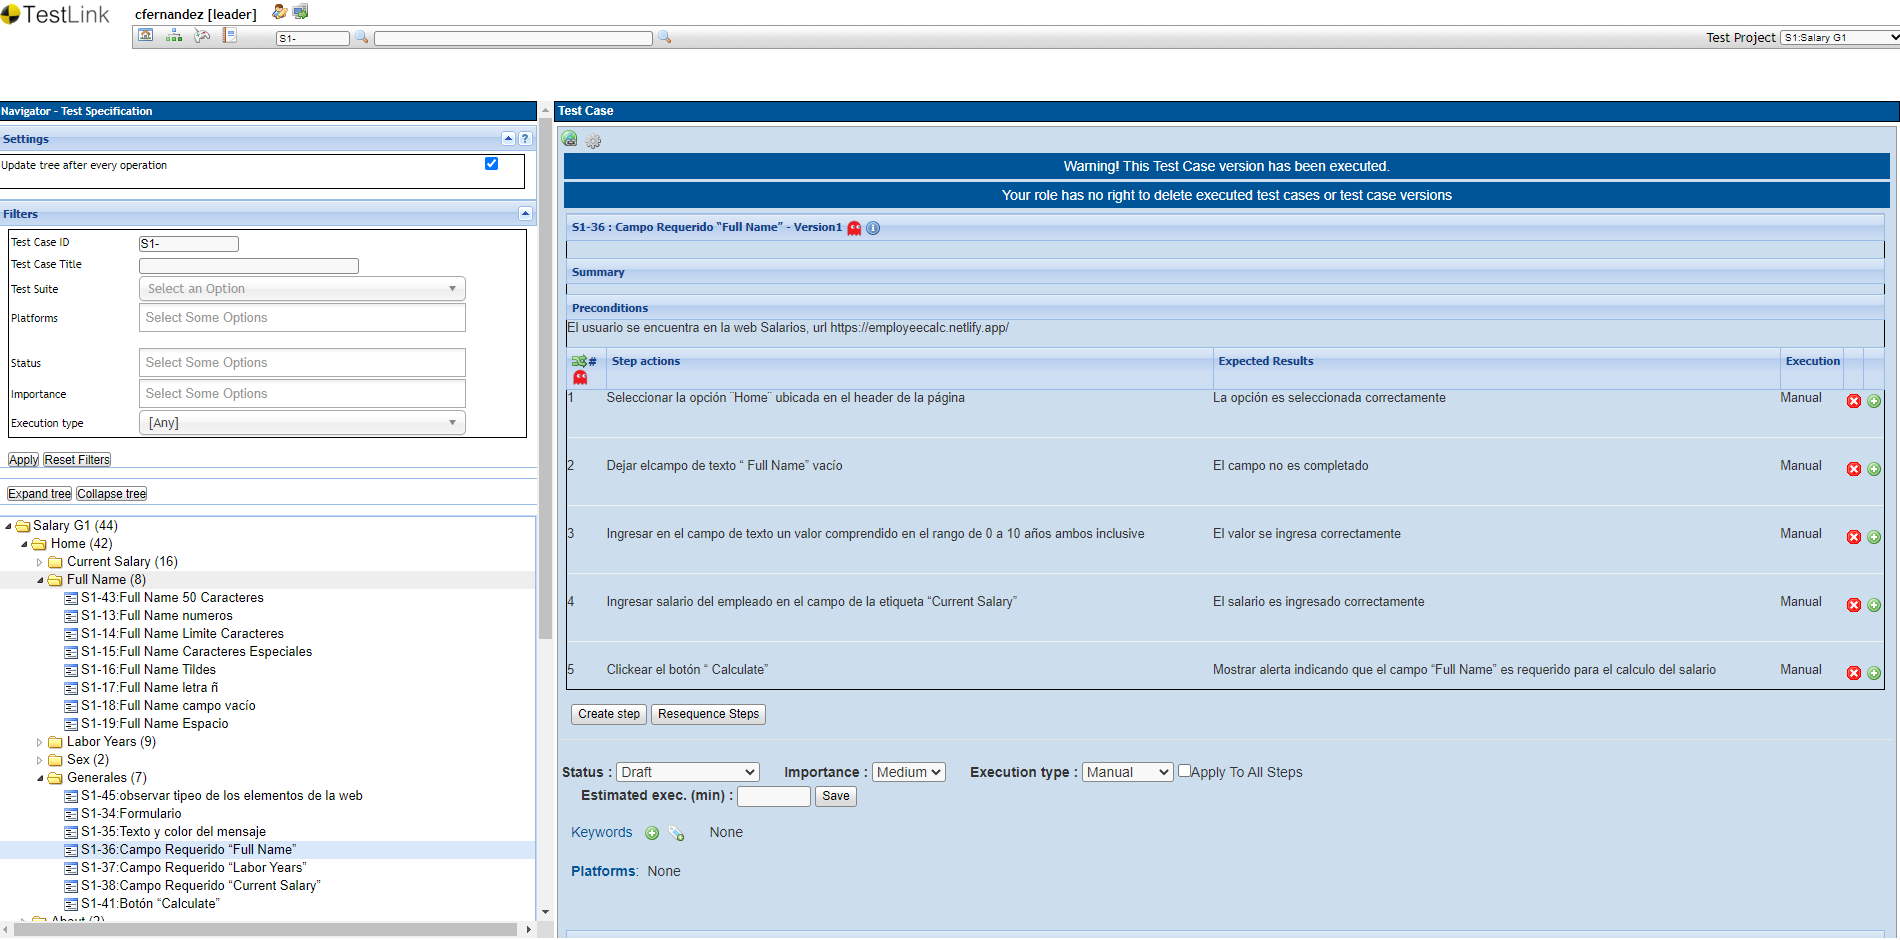 TestLink
cfernandez [leader]
S1-
Test Project S1:Salary G1
Navigator - Test Specification
Settings
?
Update tree after every operation
Filters
Test Case ID S1-
Test Case Title
Test Suite Select an Option
Platforms Select Some Options
Status Select Some Options
Importance Select Some Options
Execution type [Any]
Apply Reset Filters
Expand tree Collapse tree
Salary G1 (44)
Home (42)
Current Salary (16)
Full Name (8)
S1-43:Full Name 50 Caracteres
S1-13:Full Name numeros
S1-14:Full Name Limite Caracteres
S1-15:Full Name Caracteres Especiales
S1-16:Full Name Tildes
S1-17:Full Name letra ñ
S1-18:Full Name campo vacío
S1-19:Full Name Espacio
Labor Years (9)
Sex (2)
Generales (7)
S1-45:observar tipeo de los elementos de la web
S1-34:Formulario
S1-35:Texto y color del mensaje
S1-36:Campo Requerido “Full Name”
S1-37:Campo Requerido “Labor Years”
S1-38:Campo Requerido “Current Salary”
S1-41:Botón “Calculate”
About (2)
Test Case
Warning! This Test Case version has been executed.
Your role has no right to delete executed test cases or test case versions
S1-36 : Campo Requerido “Full Name” - Version1
Summary
Preconditions
El usuario se encuentra en la web Salarios, url https://employeecalc.netlify.app/
# Step actions Expected Results Execution
1 Seleccionar la opción ¨Home¨ ubicada en el header de la página La opción es seleccionada correctamente Manual
2 Dejar elcampo de texto “ Full Name” vacío El campo no es completado Manual
3 Ingresar en el campo de texto un valor comprendido en el rango de 0 a 10 años ambos inclusive El valor se ingresa correctamente Manual
4 Ingresar salario del empleado en el campo de la etiqueta “Current Salary” El salario es ingresado correctamente Manual
5 Clickear el botón “ Calculate” Mostrar alerta indicando que el campo “Full Name” es requerido para el calculo del salario Manual
Create step Resequence Steps
Status : Draft Importance : Medium Execution type : Manual Apply To All Steps
Estimated exec. (min) : Save
Keywords None
Platforms: None